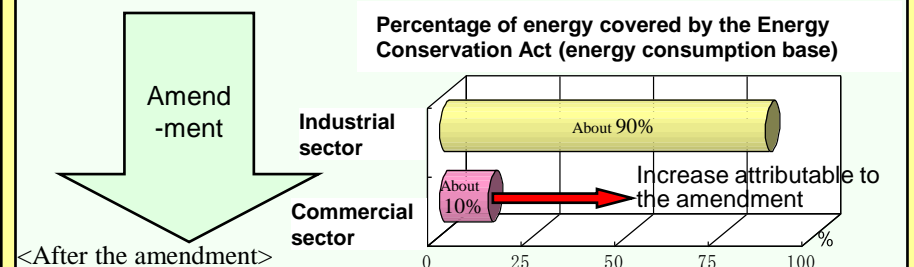 Percentage of energy covered by the Energy
Conservation Act (energy consumption base)
Amend
-ment
Industrial
sector
About 90%
Commercial
sector
About
10%
Increase attributable to
the amendment
%
0 25 50 75 100
<After the amendment>